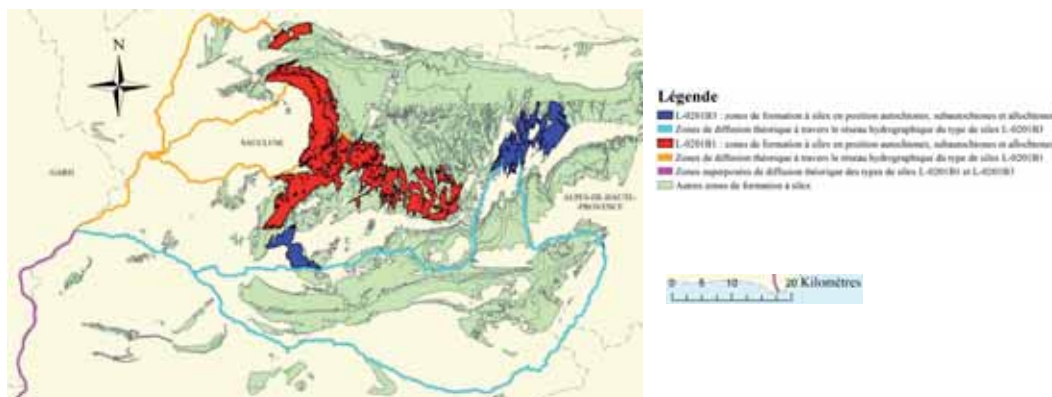 N
VAUCLUSE
GARD
ALPES-DE-HAUTE-
PROVENCE
Légende
L-0201B3 : zones de formation à silex en position autochtones, subautochtones et allochtones
Zones de diffusion théorique à travers le réseau hydrographique du type de silex L-0201B3
L-0201B1 : zones de formation à silex en position autochtones, subautochtones et allochtones
Zones de diffusion théorique à travers le réseau hydrographique du type de silex L-0201B1
Zones superposées de diffusion théorique des types de silex L-0201B1 et L-0201B3
Autres zones de formation à silex
0 5 10 20 Kilomètres